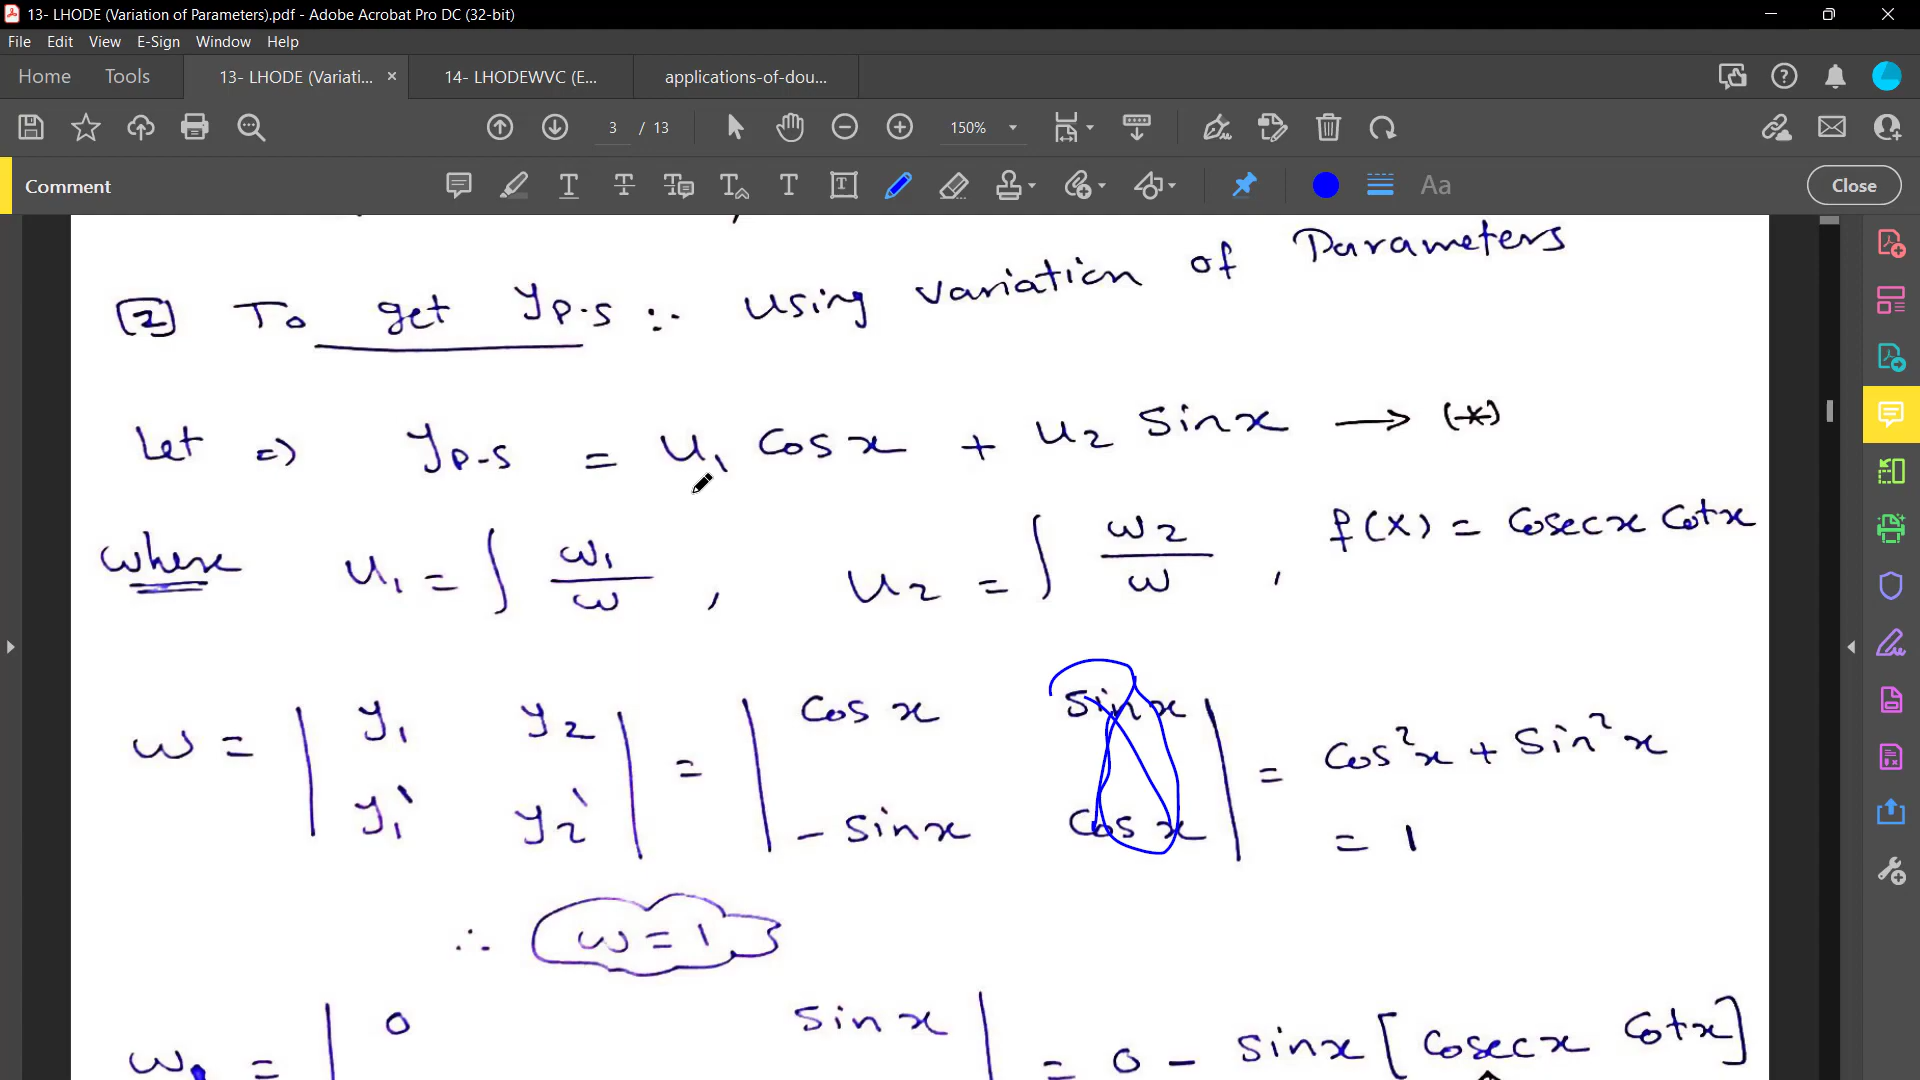 13- LHODE (Variation of Parameters).pdf - Adobe Acrobat Pro DC (32-bit)
File Edit View E-Sign Window Help
Home Tools 13- LHODE (Variati... × 14- LHODEWVC (E... applications-of-dou...
3 / 13 150%
Comment T T T Aa Close
[2] To get y_{P.S} :- using variation of Parameters
Let => y_{P.S} = u₁ Cos x + u₂ Sin x → (*)
where u₁ = ∫ w₁/w , u₂ = ∫ w₂/w , f(x) = Cosec x Cot x
w = | y₁ y₂ | = | Cos x Sin x | = Cos²x + Sin²x
| y₁' y₂' | | - Sin x Cos x | = 1
∴ w = 1
w₁ = | 0 Sin x | = 0 - Sin x [Cosec x Cot x]